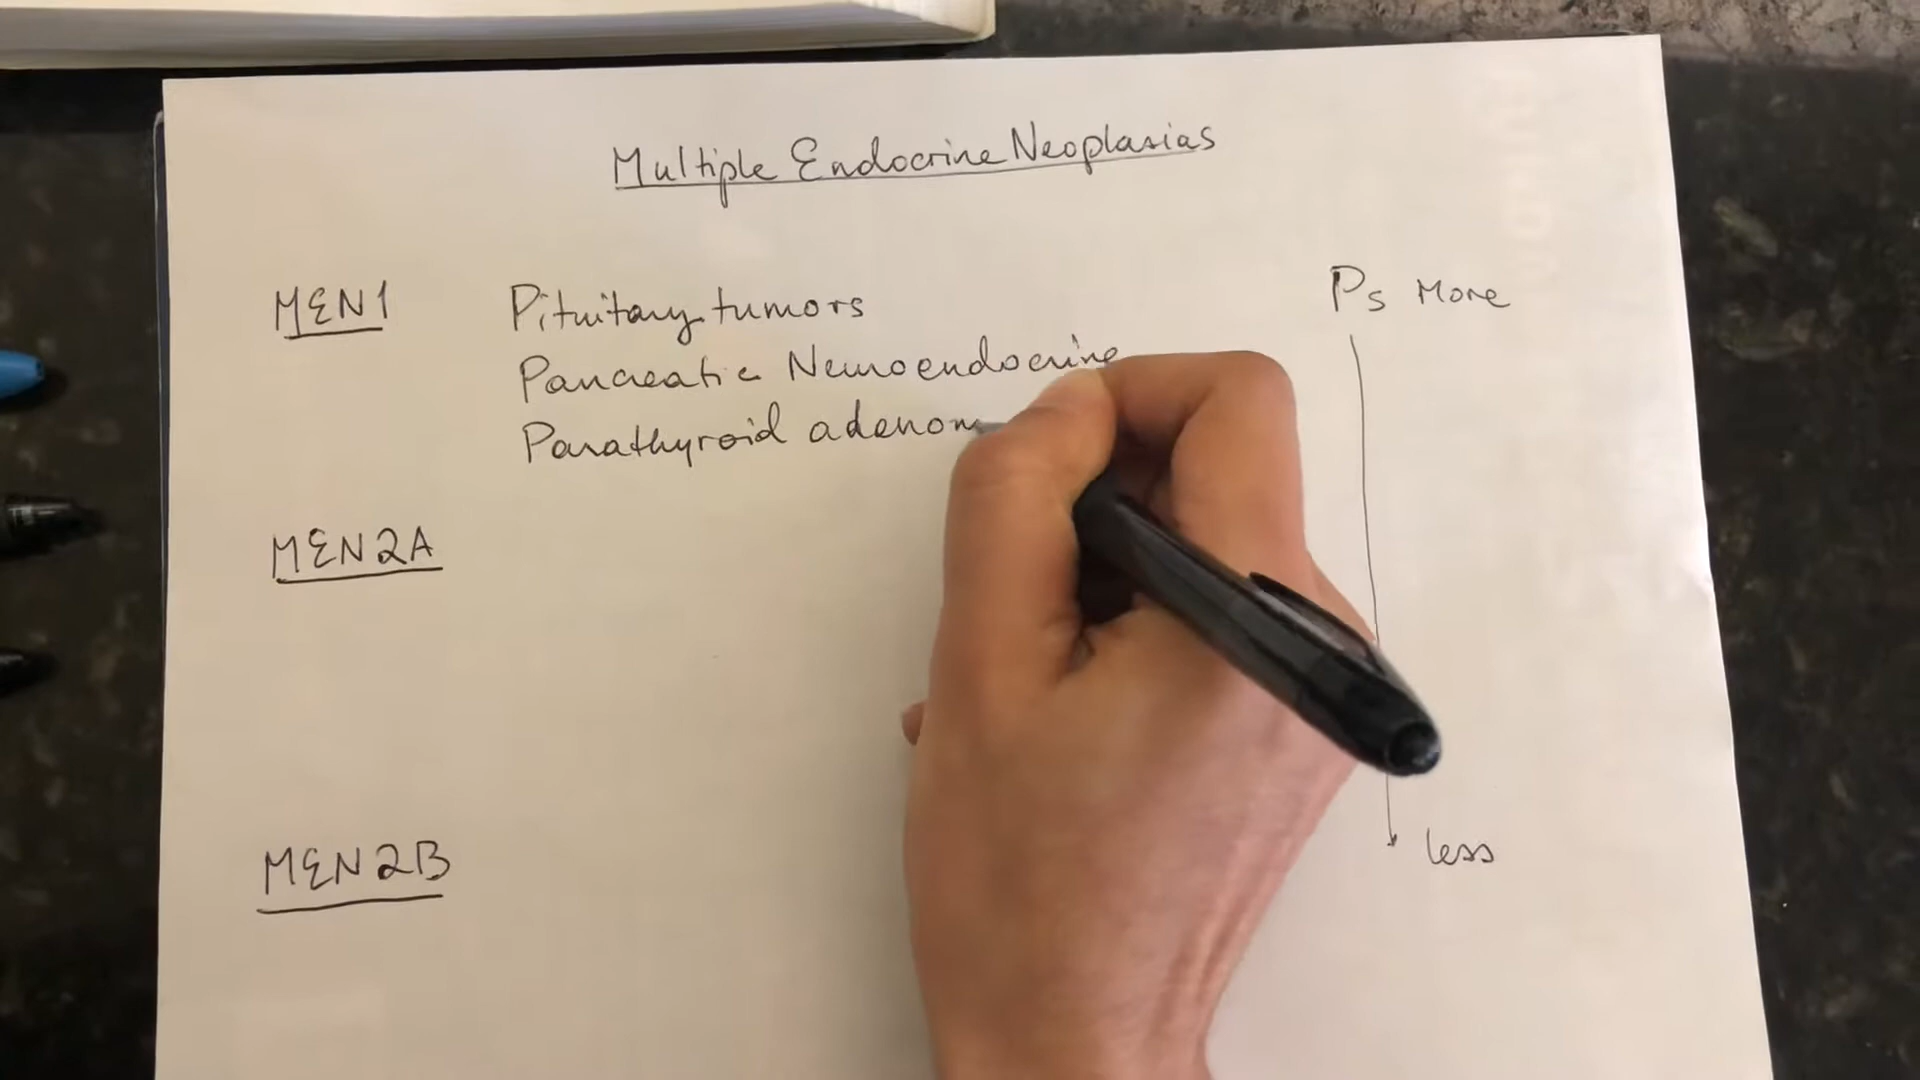 Multiple Endocrine Neoplasias
MEN1
Pituitary tumors
Pancreatic Neuroendocrine
Parathyroid adenom
Ps More
MEN2A
MEN2B
less